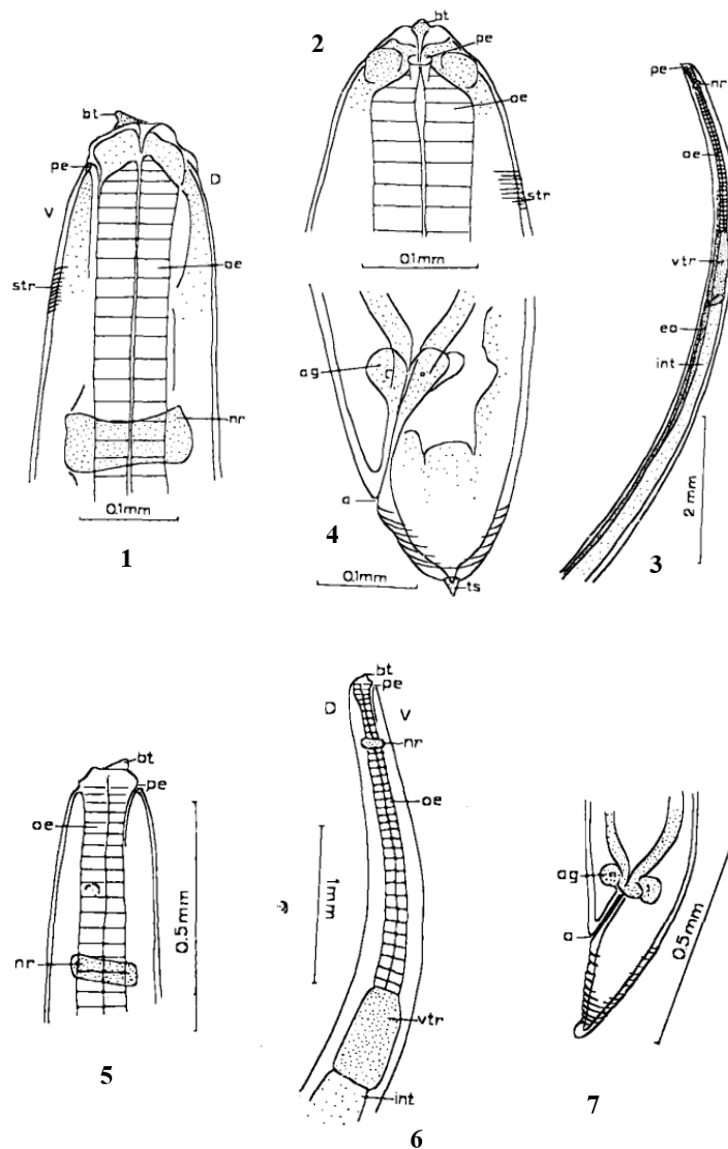 bt
pe
D
V
oe
str
nr
0.1mm
1
2
bt
pe
oe
str
0.1mm
ag
a
4
0.1mm
ts
pe
nr
oe
vtr
eo
int
2 mm
3
bt
pe
oe
nr
0.5mm
5
bt
pe
D
V
nr
oe
1mm
vtr
int
6
ag
a
0.5mm
7